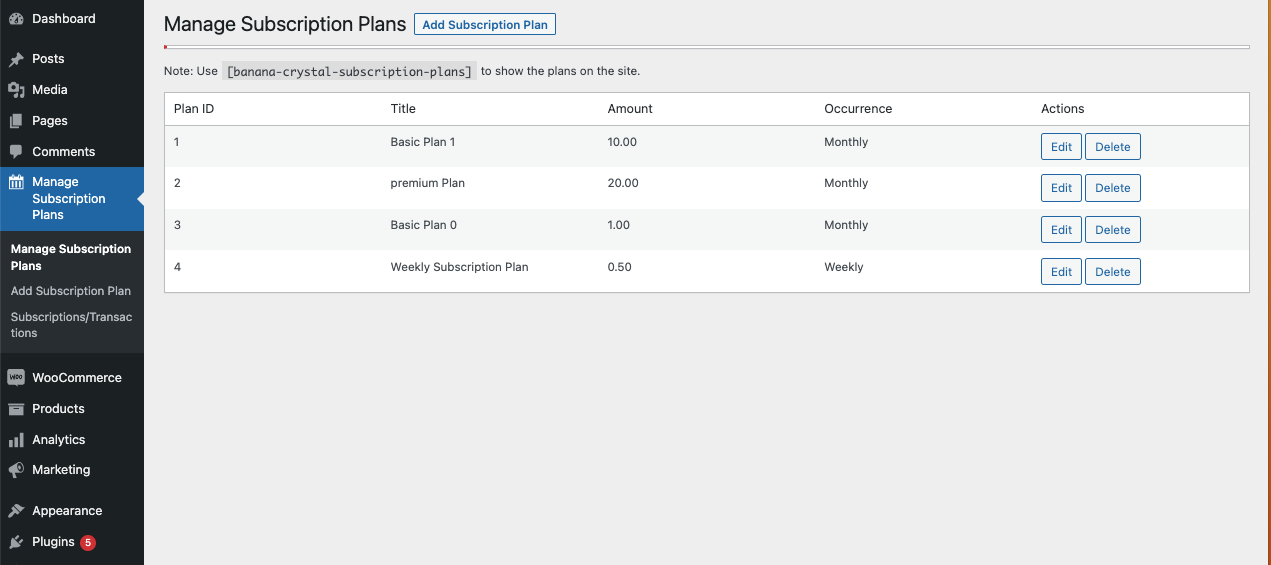 Dashboard
Posts
Media
Pages
Comments
Manage
Subscription
Plans
Manage Subscription
Plans
Add Subscription Plan
Subscriptions/Transac
tions
WOO WooCommerce
Products
Analytics
Marketing
Appearance
Plugins 5
Manage Subscription Plans Add Subscription Plan
Note: Use [banana-crystal-subscription-plans] to show the plans on the site.
Plan ID Title Amount Occurrence Actions
1 Basic Plan 1 10.00 Monthly Edit Delete
2 premium Plan 20.00 Monthly Edit Delete
3 Basic Plan 0 1.00 Monthly Edit Delete
4 Weekly Subscription Plan 0.50 Weekly Edit Delete